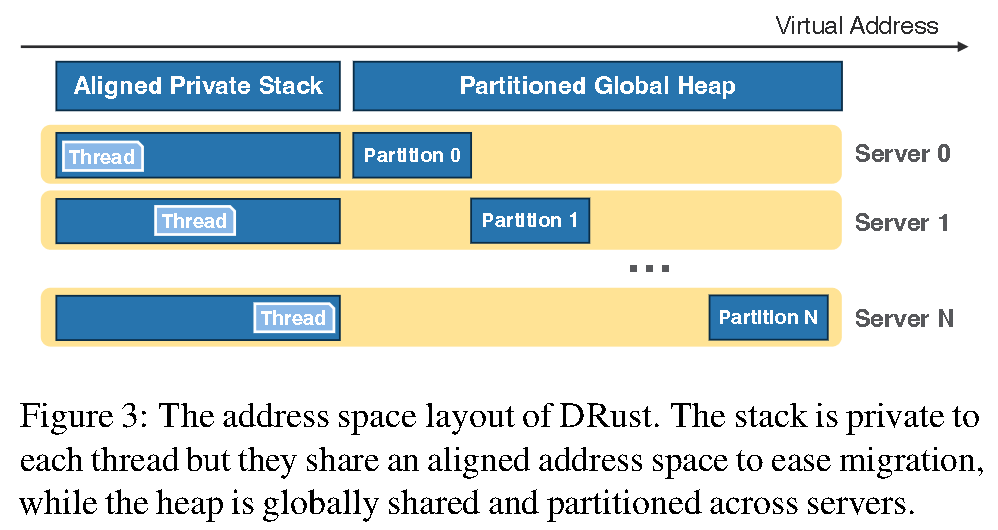 Virtual Address
Aligned Private Stack
Partitioned Global Heap
Thread
Partition 0
Server 0
Thread
Partition 1
Server 1
...
Thread
Partition N
Server N
Figure 3: The address space layout of DRust. The stack is private to
each thread but they share an aligned address space to ease migration,
while the heap is globally shared and partitioned across servers.